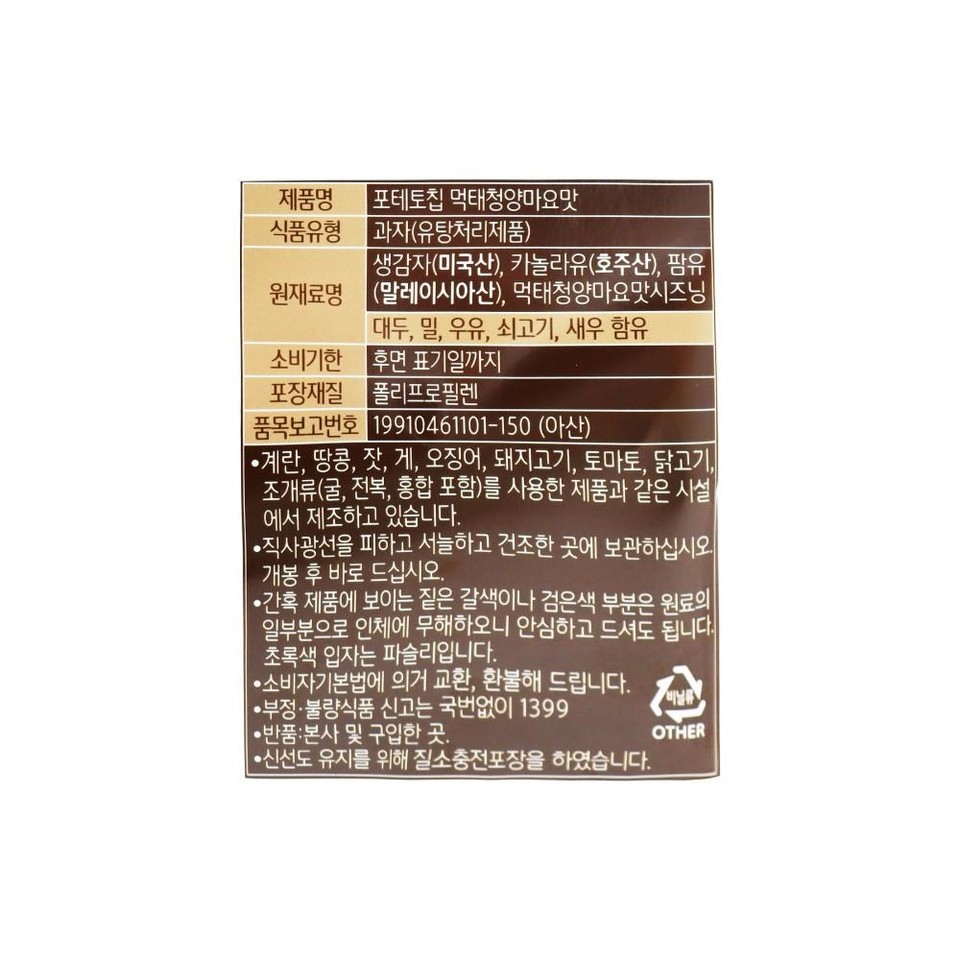 제품명 포테토칩 먹태청양마요맛
식품유형 과자(유탕처리제품)
원재료명 생감자(미국산), 카놀라유(호주산), 팜유
(말레이시아산), 먹태청양마요맛시즈닝
대두, 밀, 우유, 쇠고기, 새우 함유
소비기한 후면 표기일까지
포장재질 폴리프로필렌
품목보고번호 19910461101-150 (아산)
•계란, 땅콩, 잣, 게, 오징어, 돼지고기, 토마토, 닭고기,
조개류(굴, 전복, 홍합 포함)를 사용한 제품과 같은 시설
에서 제조하고 있습니다.
•직사광선을 피하고 서늘하고 건조한 곳에 보관하십시오.
개봉 후 바로 드십시오.
•간혹 제품에 보이는 짙은 갈색이나 검은색 부분은 원료의
일부분으로 인체에 무해하오니 안심하고 드셔도 됩니다.
초록색 입자는 파슬리입니다.
•소비자기본법에 의거 교환, 환불해 드립니다.
•부정·불량식품 신고는 국번없이 1399
•반품:본사 및 구입한 곳.
•신선도 유지를 위해 질소충전포장을 하였습니다.
비닐류
OTHER